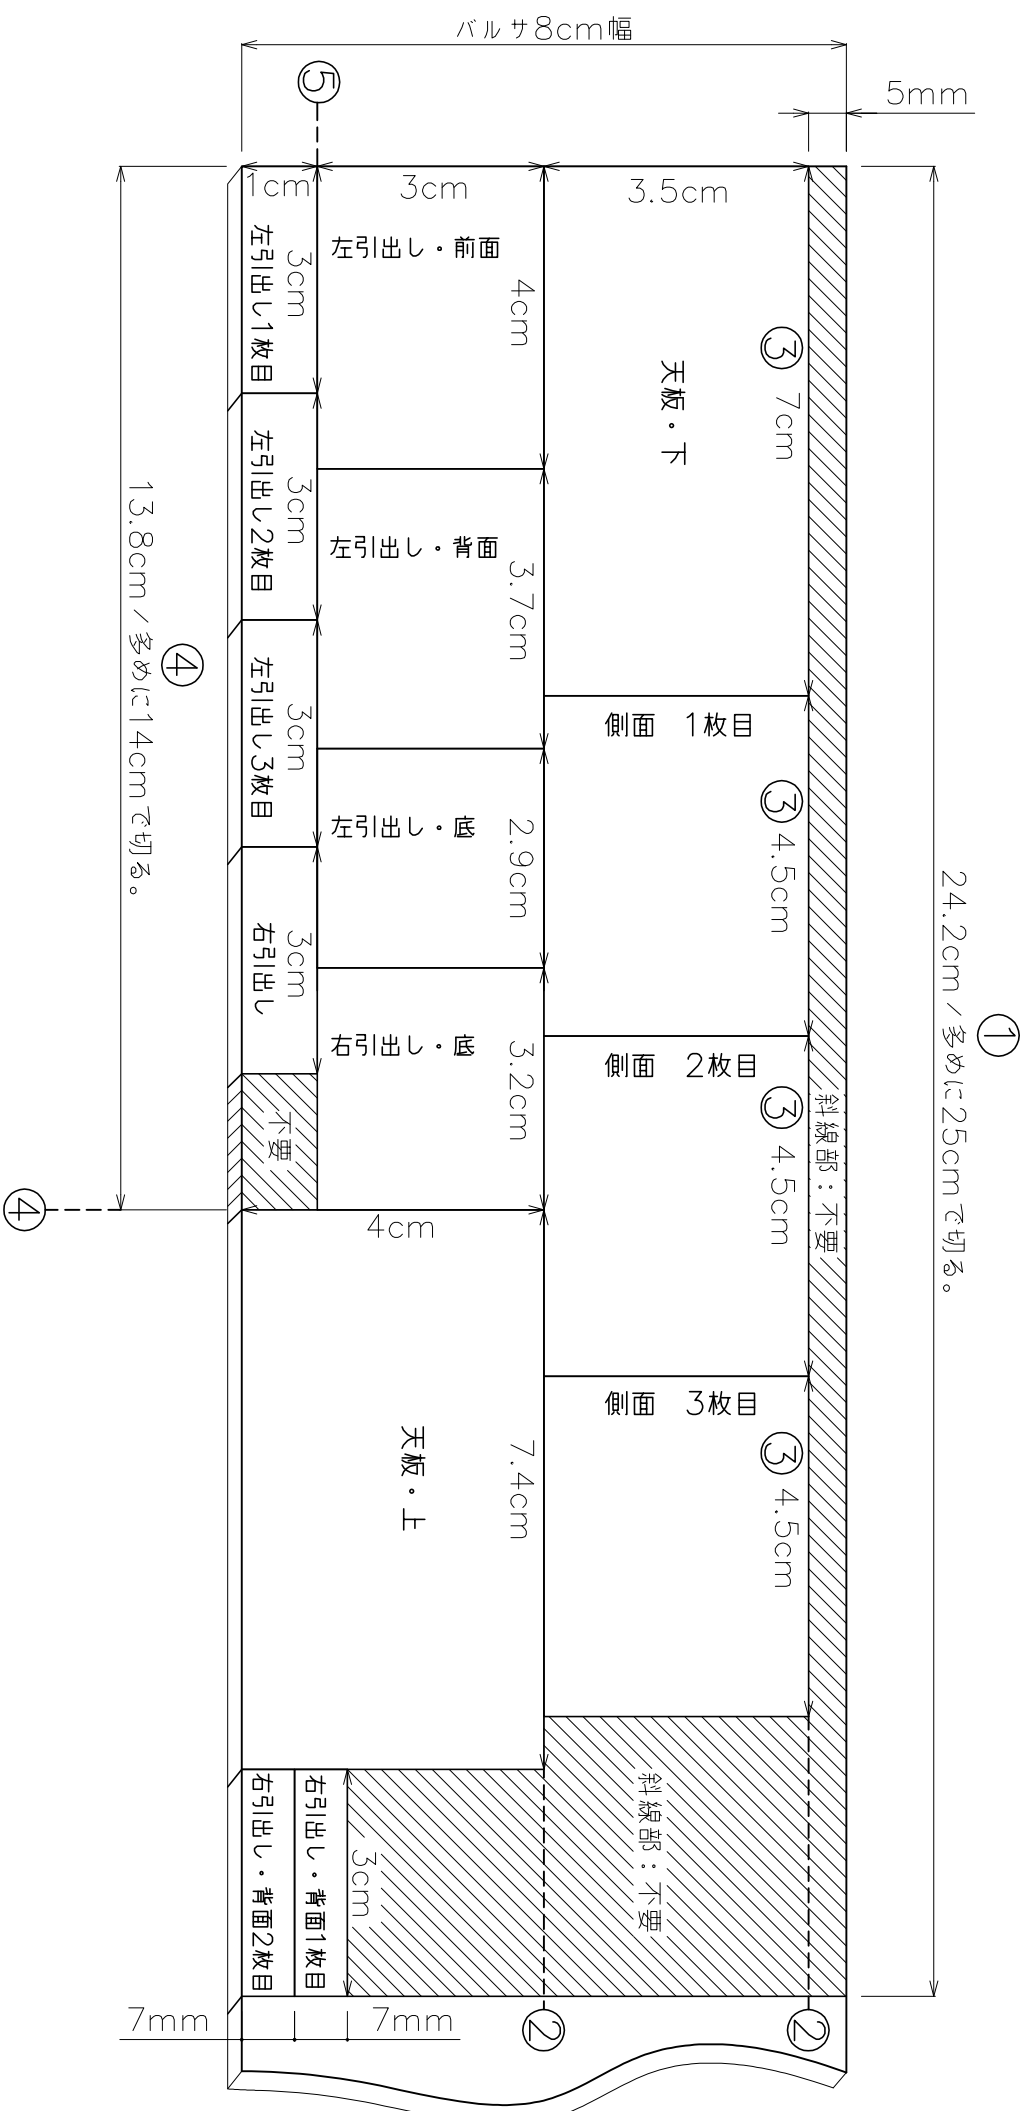 バルサ8cm幅
⑤
5mm
1cm
3cm
3.5cm
左引出し・前面
4cm
3cm
左引出し1枚目
③ 7cm
天板・下
3cm
左引出し2枚目
左引出し・背面
3.7cm
側面 1枚目
3cm
左引出し3枚目
③ 4.5cm
左引出し・底
2.9cm
13.8cm/多めに14cmで切る。
④
24.2cm/多めに25cmで切る。
①
3cm
右引出し
右引出し・底
3.2cm
側面 2枚目
③ 4.5cm
斜線部:不要
不要
④
4cm
側面 3枚目
③ 4.5cm
天板・上
7.4cm
右引出し・背面1枚目
右引出し・背面2枚目
3cm
斜線部:不要
7mm
7mm
②
②